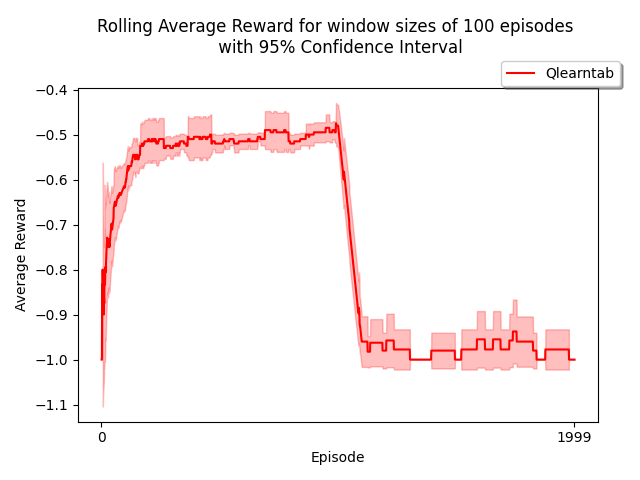 Rolling Average Reward for window sizes of 100 episodes
with 95% Confidence Interval
Qlearntab
−0.4
−0.5
−0.6
−0.7
−0.8
−0.9
−1.0
−1.1
Average Reward
0
1999
Episode